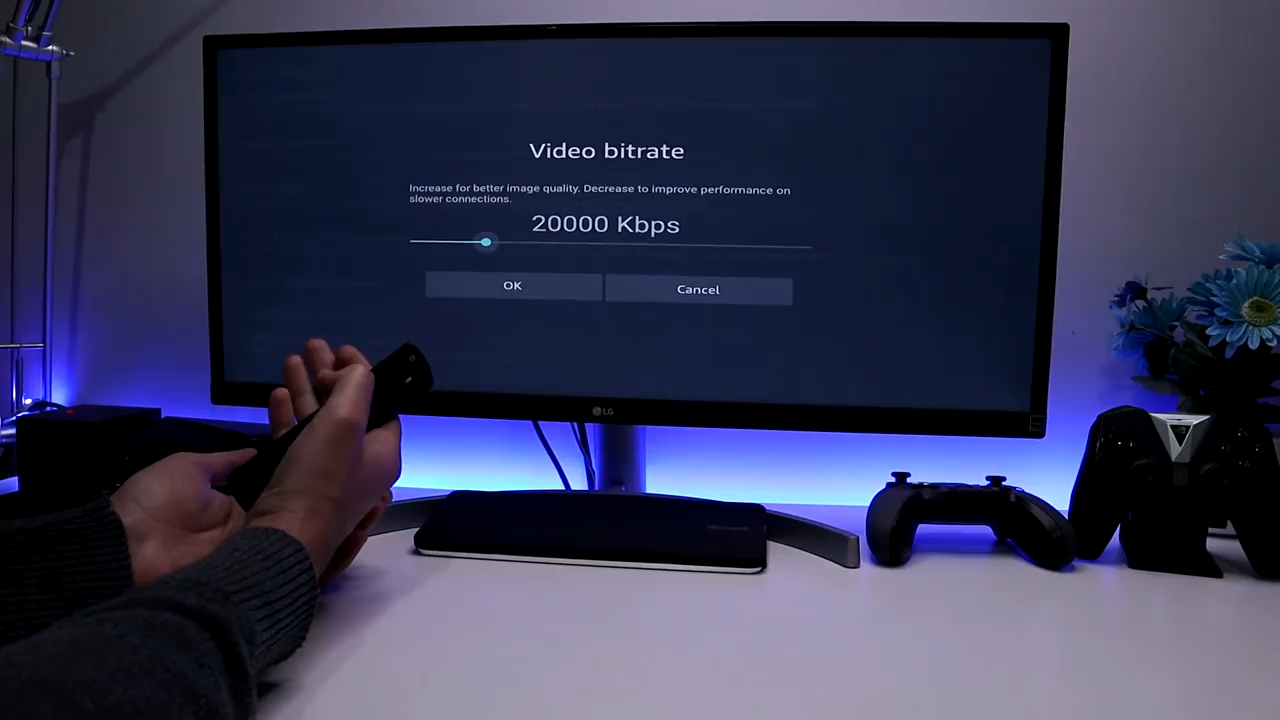 Video bitrate
Increase for better image quality. Decrease to improve performance on
slower connections.
20000 Kbps
OK
Cancel
LG
Microsoft